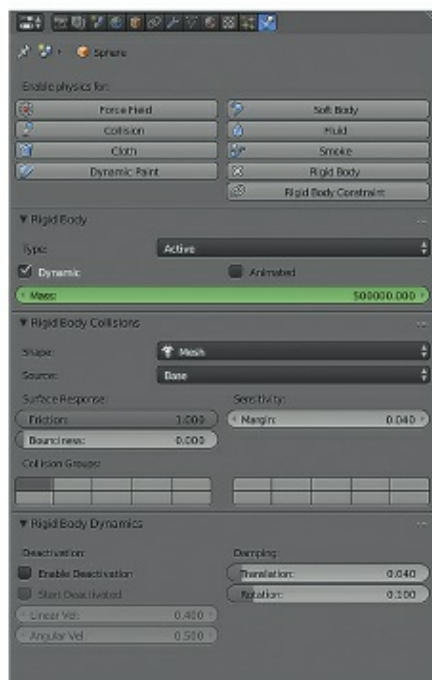 Sphere
Enable physics for:
Force Field
Soft Body
Collision
Fluid
Cloth
Smoke
Dynamic Paint
Rigid Body
Rigid Body Constraint
Rigid Body
Type: Active
Dynamic Animated
Mass: 500000.000
Rigid Body Collisions
Shape: Mesh
Source: Base
Surface Response: Sensitivity:
Friction: 1.000 Margin: 0.040
Bounciness: 0.000
Collision Groups:
Rigid Body Dynamics
Deactivation: Damping:
Enable Deactivation Translation: 0.040
Start Deactivated Rotation: 0.100
Linear Vel: 0.400
Angular Vel: 0.500